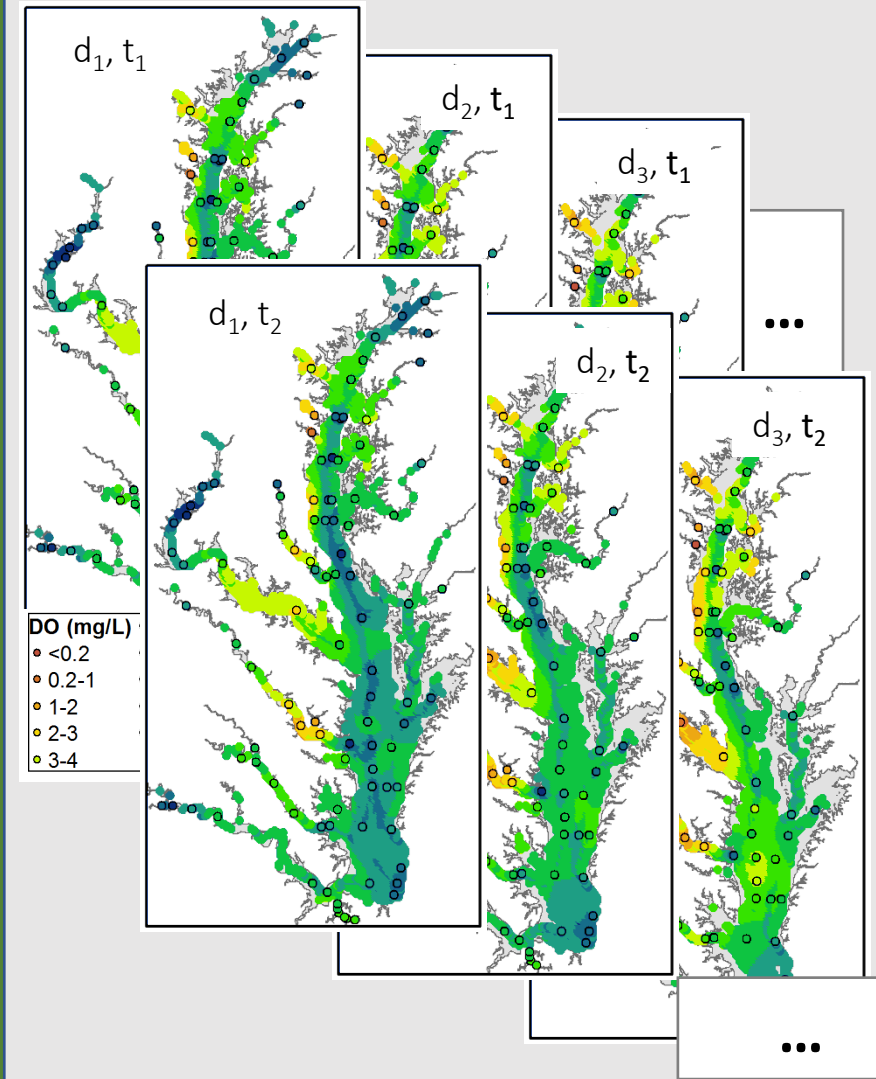 d₁, t₁
d₂, t₁
d₃, t₁
...
d₁, t₂
d₂, t₂
d₃, t₂
DO (mg/L)
<0.2
0.2-1
1-2
2-3
3-4
...